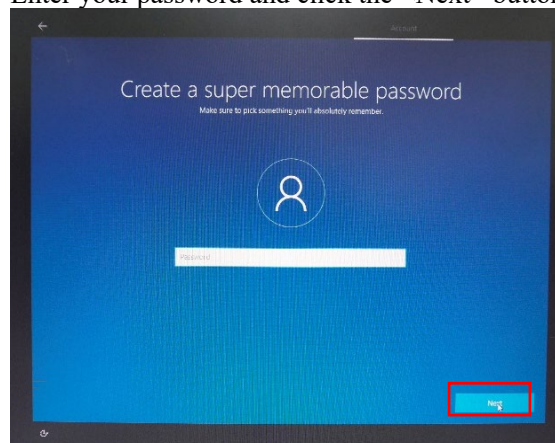 Enter your password and click the "Next" button
Account
Create a super memorable password
Make sure to pick something you'll absolutely remember.
Password
Next